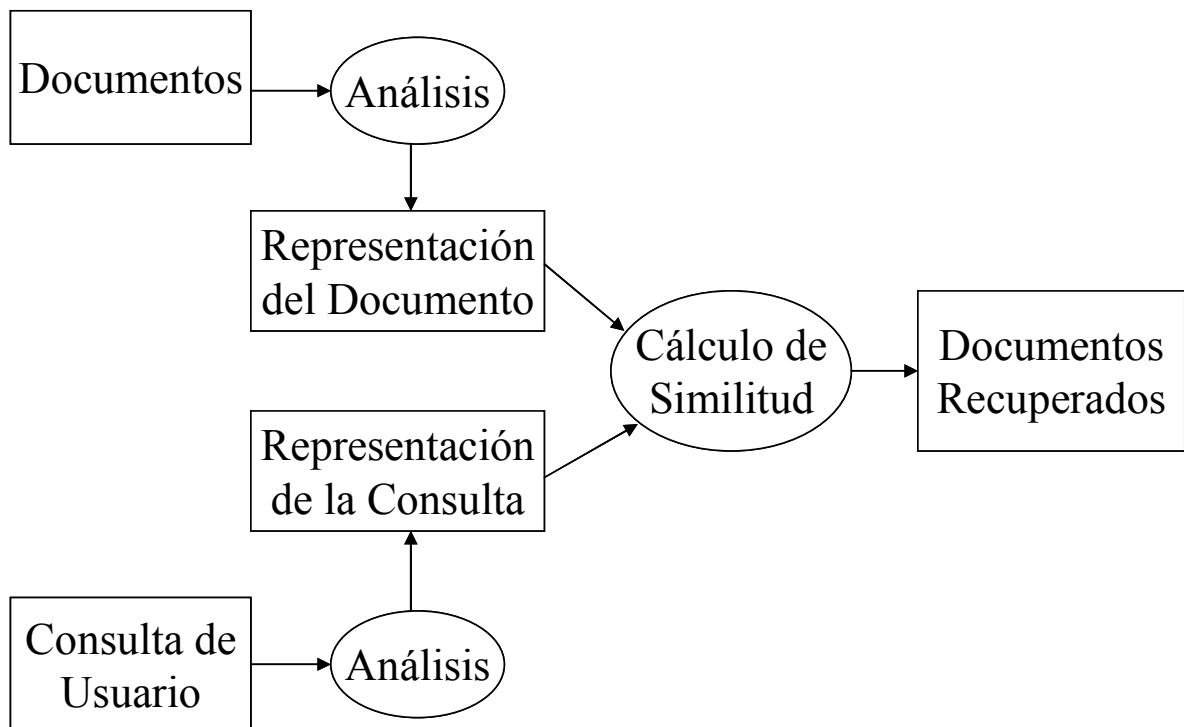 Documentos
Análisis
Representación
del Documento
Cálculo de
Similitud
Documentos
Recuperados
Representación
de la Consulta
Consulta de
Usuario
Análisis